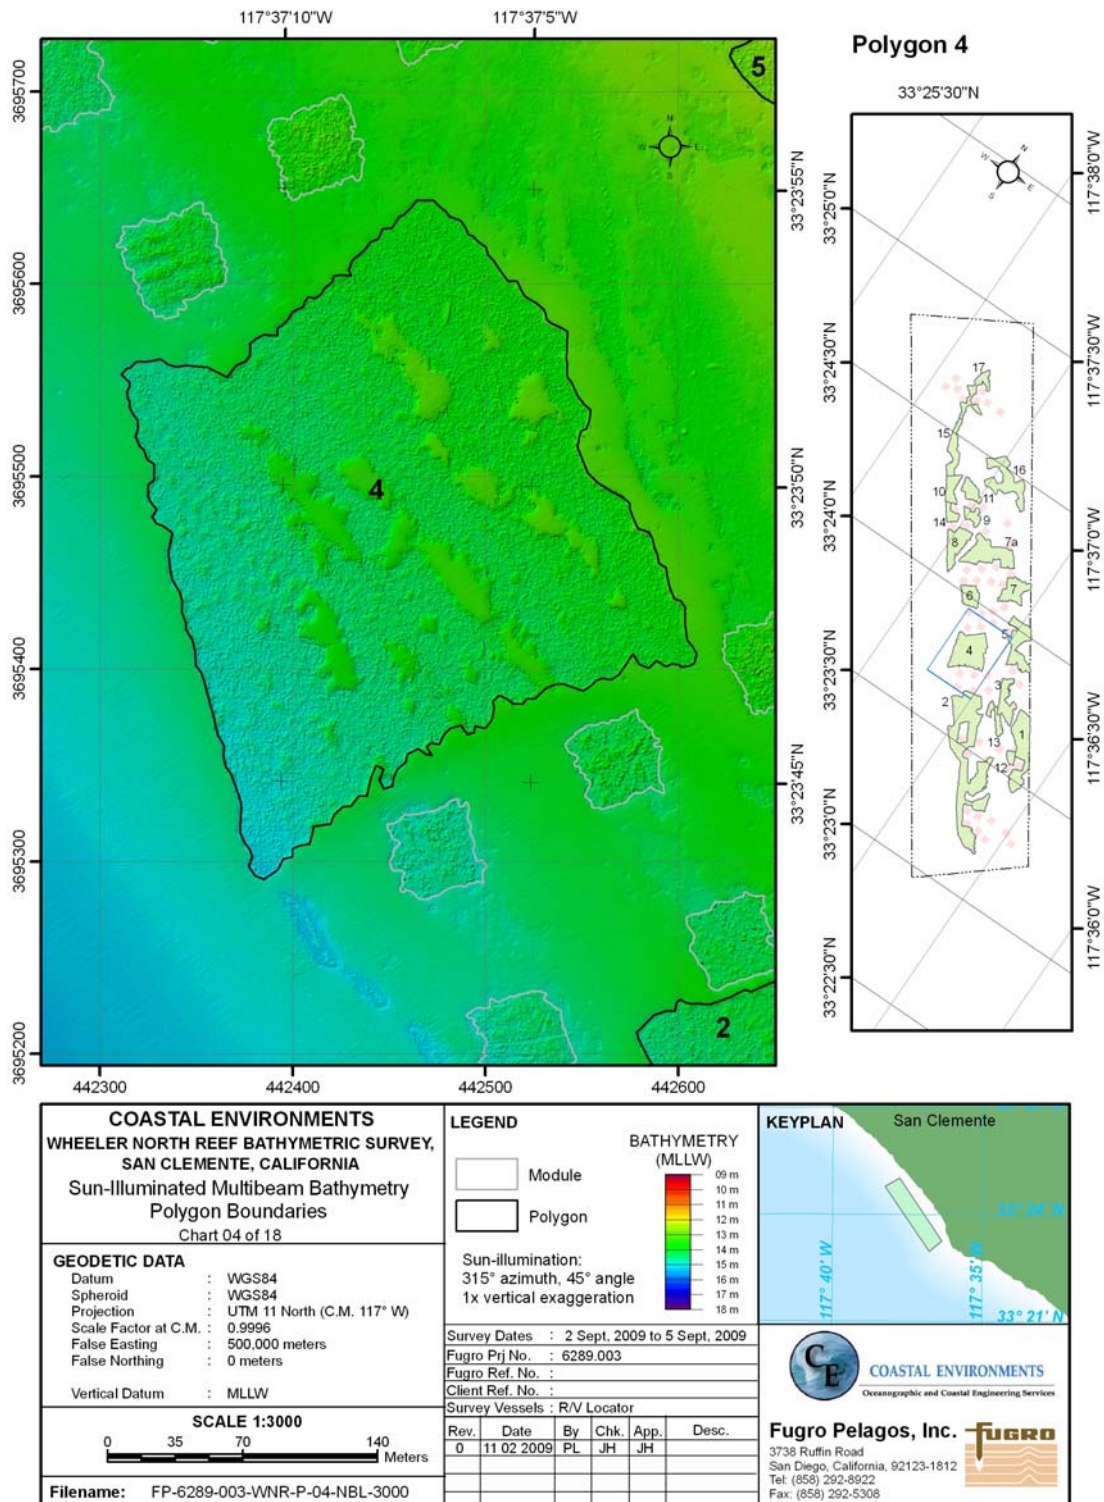 117°37'10"W
117°37'5"W
3695700
3695600
3695500
3695400
3695300
3695200
442300
442400
442500
442600
33°23'55"N
33°23'50"N
33°23'45"N
5
N
W
E
S
4
2
Polygon 4
33°25'30"N
33°25'0"N
33°24'30"N
33°24'0"N
33°23'30"N
33°23'0"N
33°22'30"N
117°38'0"W
117°37'30"W
117°37'0"W
117°36'30"W
117°36'0"W
N
W
E
S
17
15
16
10
11
14
9
8
7a
6
7
5
4
3
2
1
13
12
COASTAL ENVIRONMENTS
WHEELER NORTH REEF BATHYMETRIC SURVEY,
SAN CLEMENTE, CALIFORNIA
Sun-Illuminated Multibeam Bathymetry
Polygon Boundaries
Chart 04 of 18
GEODETIC DATA
Datum : WGS84
Spheroid : WGS84
Projection : UTM 11 North (C.M. 117° W)
Scale Factor at C.M. : 0.9996
False Easting : 500,000 meters
False Northing : 0 meters
Vertical Datum : MLLW
SCALE 1:3000
0 35 70 140
Meters
Filename: FP-6289-003-WNR-P-04-NBL-3000
LEGEND
Module
Polygon
Sun-illumination:
315° azimuth, 45° angle
1x vertical exaggeration
BATHYMETRY
(MLLW)
09 m
10 m
11 m
12 m
13 m
14 m
15 m
16 m
17 m
18 m
Survey Dates : 2 Sept, 2009 to 5 Sept, 2009
Fugro Prj No. : 6289.003
Fugro Ref. No. :
Client Ref. No. :
Survey Vessels : R/V Locator
Rev. Date By Chk. App. Desc.
0 11 02 2009 PL JH JH
KEYPLAN
San Clemente
33° 24' N
117° 40' W
117° 35' W
33° 21' N
CE
COASTAL ENVIRONMENTS
Oceanographic and Coastal Engineering Services
Fugro Pelagos, Inc.
3738 Ruffin Road
San Diego, California, 92123-1812
Tel: (858) 292-8922
Fax: (858) 292-5308
FUGRO